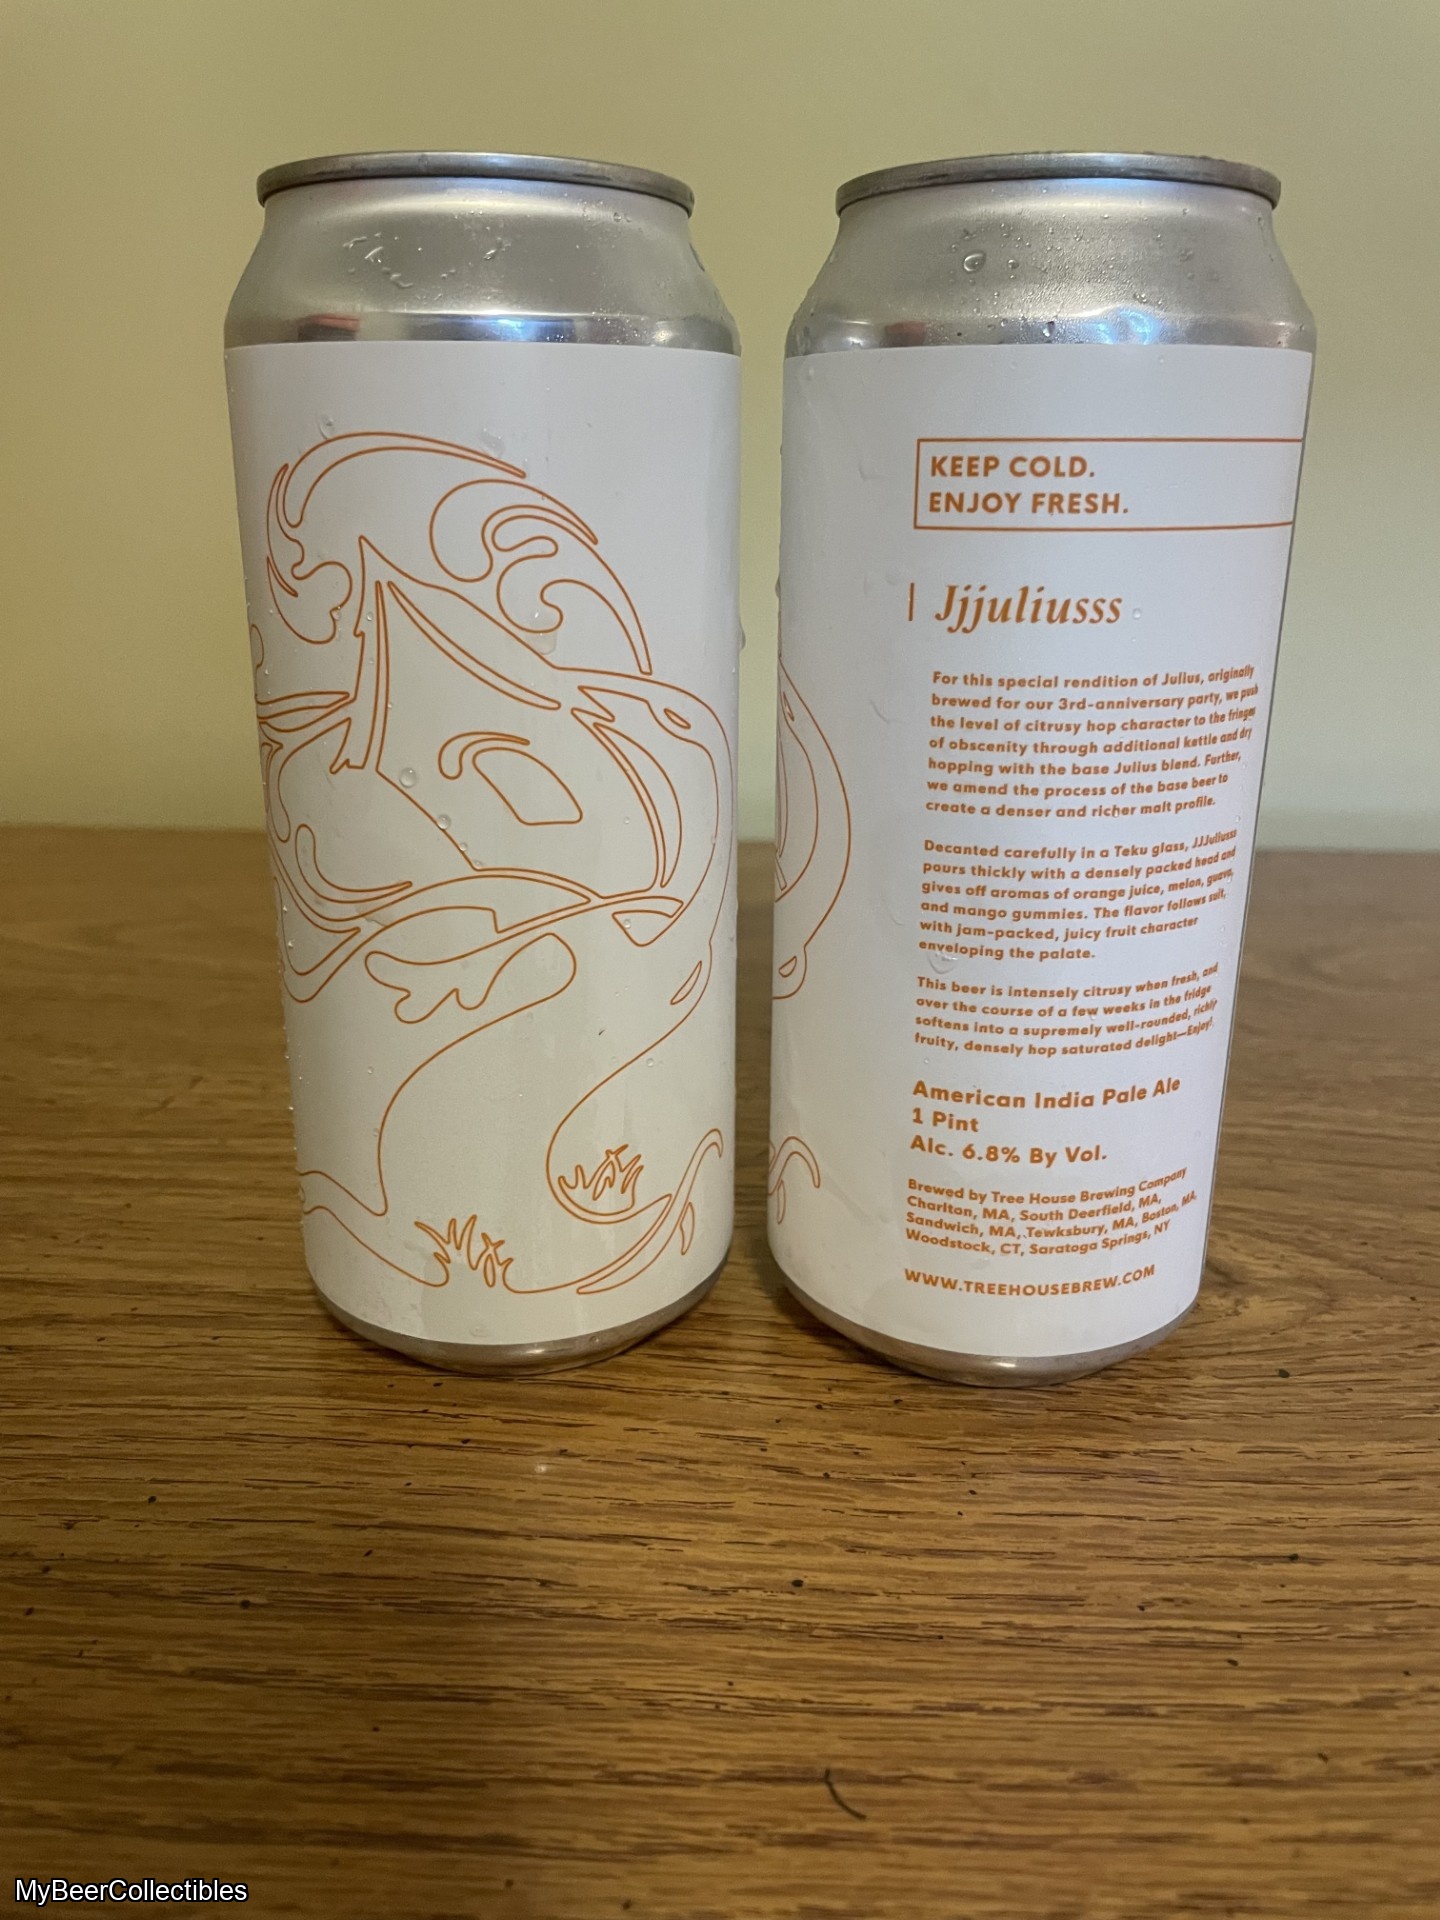 KEEP COLD.
ENJOY FRESH.
Jjjuliusss
For this special rendition of Julius, originally
brewed for our 3rd-anniversary party, we push
the level of citrusy hop character to the fringes
of obscenity through additional kettle and dry
hopping with the base Julius blend. Further,
we amend the process of the base beer to
create a denser and richer malt profile.
Decanted carefully in a Teku glass, JJJuliusss
pours thickly with a densely packed head and
gives off aromas of orange juice, melon, guava,
and mango gummies. The flavor follows suit,
with jam-packed, juicy fruit character
enveloping the palate.
This beer is intensely citrusy when fresh, and
over the course of a few weeks in the fridge
softens into a supremely well-rounded, richly
fruity, densely hop saturated delight—Enjoy!
American India Pale Ale
1 Pint
Alc. 6.8% By Vol.
Brewed by Tree House Brewing Company
Charlton, MA, South Deerfield, MA,
Sandwich, MA, Tewksbury, MA, Boston, MA,
Woodstock, CT, Saratoga Springs, NY
WWW.TREEHOUSEBREW.COM
MyBeerCollectibles